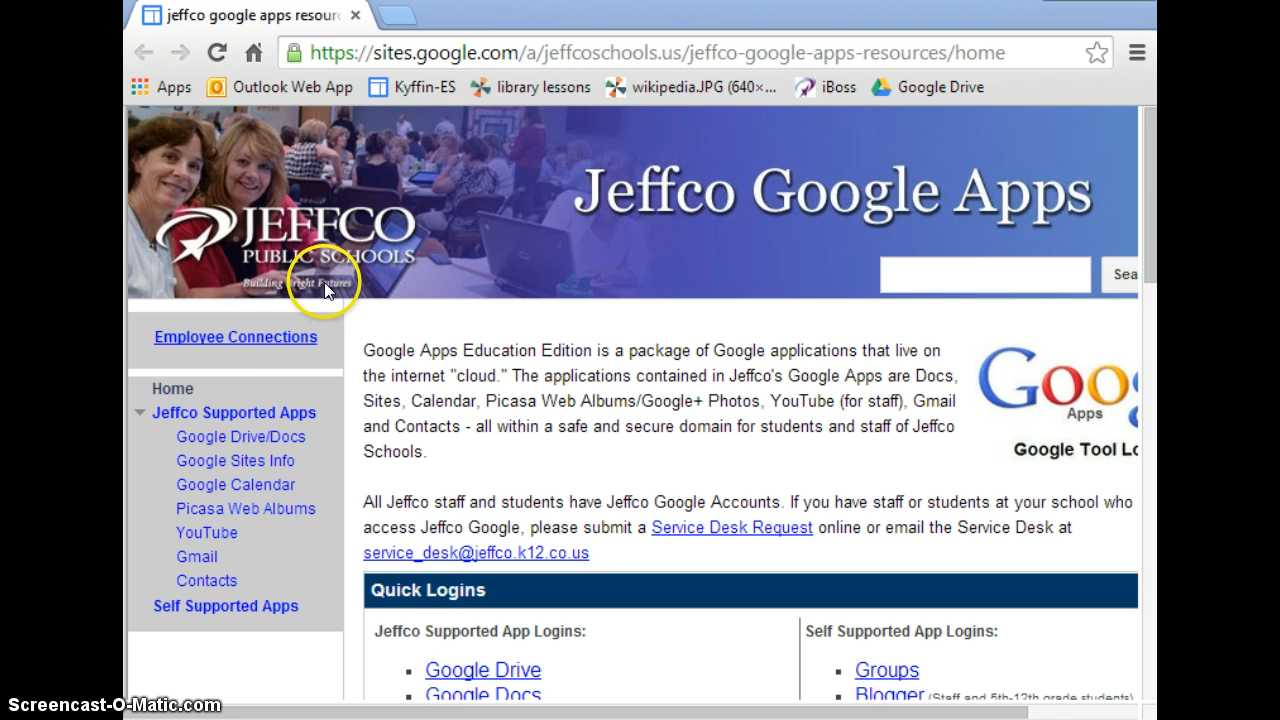 jeffco google apps resour
https://sites.google.com/a/jeffcoschools.us/jeffco-google-apps-resources/home
Apps Outlook Web App Kyffin-ES library lessons wikipedia.JPG (640×... iBoss Google Drive
JEFFCO
PUBLIC SCHOOLS
Building Bright Futures
Jeffco Google Apps
Sea
Employee Connections
Home
Jeffco Supported Apps
Google Drive/Docs
Google Sites Info
Google Calendar
Picasa Web Albums
YouTube
Gmail
Contacts
Self Supported Apps
Google Apps Education Edition is a package of Google applications that live on
the internet "cloud." The applications contained in Jeffco's Google Apps are Docs,
Sites, Calendar, Picasa Web Albums/Google+ Photos, YouTube (for staff), Gmail
and Contacts - all within a safe and secure domain for students and staff of Jeffco
Schools.
Goo
Apps
Google Tool Lo
All Jeffco staff and students have Jeffco Google Accounts. If you have staff or students at your school who
access Jeffco Google, please submit a Service Desk Request online or email the Service Desk at
service_desk@jeffco.k12.co.us
Quick Logins
Jeffco Supported App Logins:
Google Drive
Google Docs
Self Supported App Logins:
Groups
Blogger (Staff and 5th-12th grade students)
Screencast-O-Matic.com